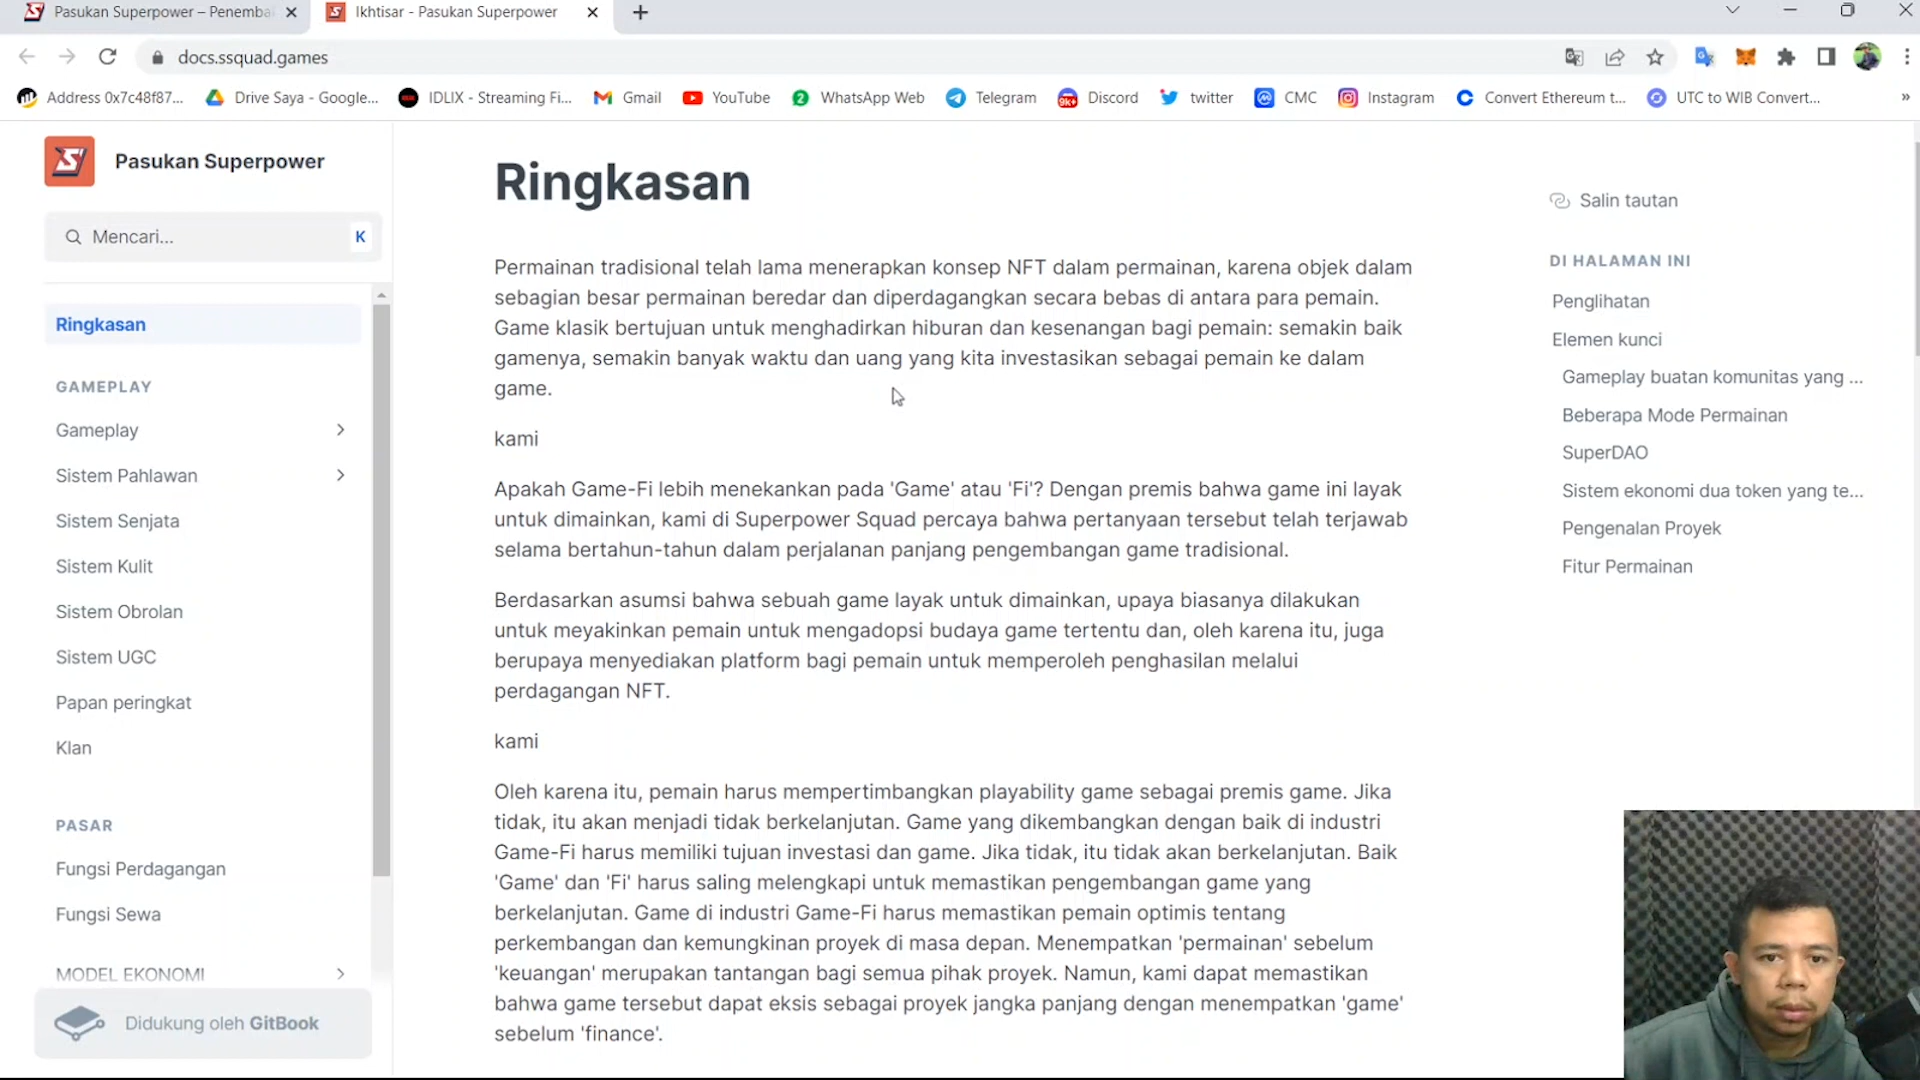 Pasukan Superpower – Penemba
Ikhtisar - Pasukan Superpower
docs.ssquad.games
Address 0x7c48f87...
Drive Saya - Google...
IDLIX - Streaming Fi...
Gmail
YouTube
2
WhatsApp Web
Telegram
9K+
Discord
twitter
CMC
Instagram
Convert Ethereum t...
UTC to WIB Convert...
»
Pasukan Superpower
Mencari...
K
Ringkasan
GAMEPLAY
Gameplay
Sistem Pahlawan
Sistem Senjata
Sistem Kulit
Sistem Obrolan
Sistem UGC
Papan peringkat
Klan
PASAR
Fungsi Perdagangan
Fungsi Sewa
MODEL EKONOMI
Didukung oleh GitBook
Ringkasan
Permainan tradisional telah lama menerapkan konsep NFT dalam permainan, karena objek dalam
sebagian besar permainan beredar dan diperdagangkan secara bebas di antara para pemain.
Game klasik bertujuan untuk menghadirkan hiburan dan kesenangan bagi pemain: semakin baik
gamenya, semakin banyak waktu dan uang yang kita investasikan sebagai pemain ke dalam
game.
kami
Apakah Game-Fi lebih menekankan pada 'Game' atau 'Fi'? Dengan premis bahwa game ini layak
untuk dimainkan, kami di Superpower Squad percaya bahwa pertanyaan tersebut telah terjawab
selama bertahun-tahun dalam perjalanan panjang pengembangan game tradisional.
Berdasarkan asumsi bahwa sebuah game layak untuk dimainkan, upaya biasanya dilakukan
untuk meyakinkan pemain untuk mengadopsi budaya game tertentu dan, oleh karena itu, juga
berupaya menyediakan platform bagi pemain untuk memperoleh penghasilan melalui
perdagangan NFT.
kami
Oleh karena itu, pemain harus mempertimbangkan playability game sebagai premis game. Jika
tidak, itu akan menjadi tidak berkelanjutan. Game yang dikembangkan dengan baik di industri
Game-Fi harus memiliki tujuan investasi dan game. Jika tidak, itu tidak akan berkelanjutan. Baik
'Game' dan 'Fi' harus saling melengkapi untuk memastikan pengembangan game yang
berkelanjutan. Game di industri Game-Fi harus memastikan pemain optimis tentang
perkembangan dan kemungkinan proyek di masa depan. Menempatkan 'permainan' sebelum
'keuangan' merupakan tantangan bagi semua pihak proyek. Namun, kami dapat memastikan
bahwa game tersebut dapat eksis sebagai proyek jangka panjang dengan menempatkan 'game'
sebelum 'finance'.
Salin tautan
DI HALAMAN INI
Penglihatan
Elemen kunci
Gameplay buatan komunitas yang ...
Beberapa Mode Permainan
SuperDAO
Sistem ekonomi dua token yang te...
Pengenalan Proyek
Fitur Permainan